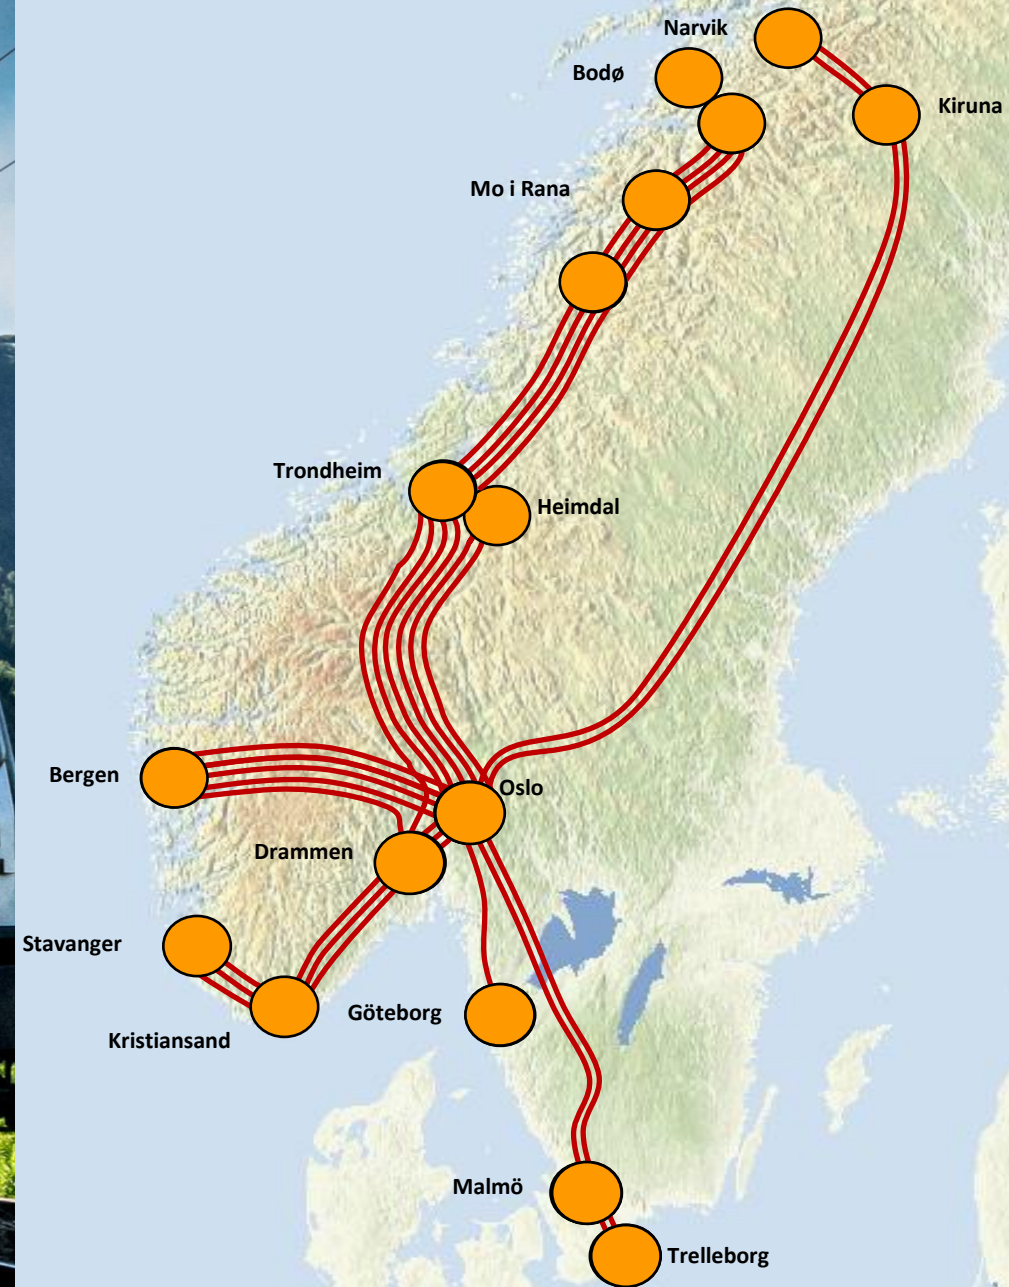 Narvik
Bodø
Kiruna
Mo i Rana
Trondheim
Heimdal
Bergen
Oslo
Drammen
Stavanger
Göteborg
Kristiansand
Malmö
Trelleborg